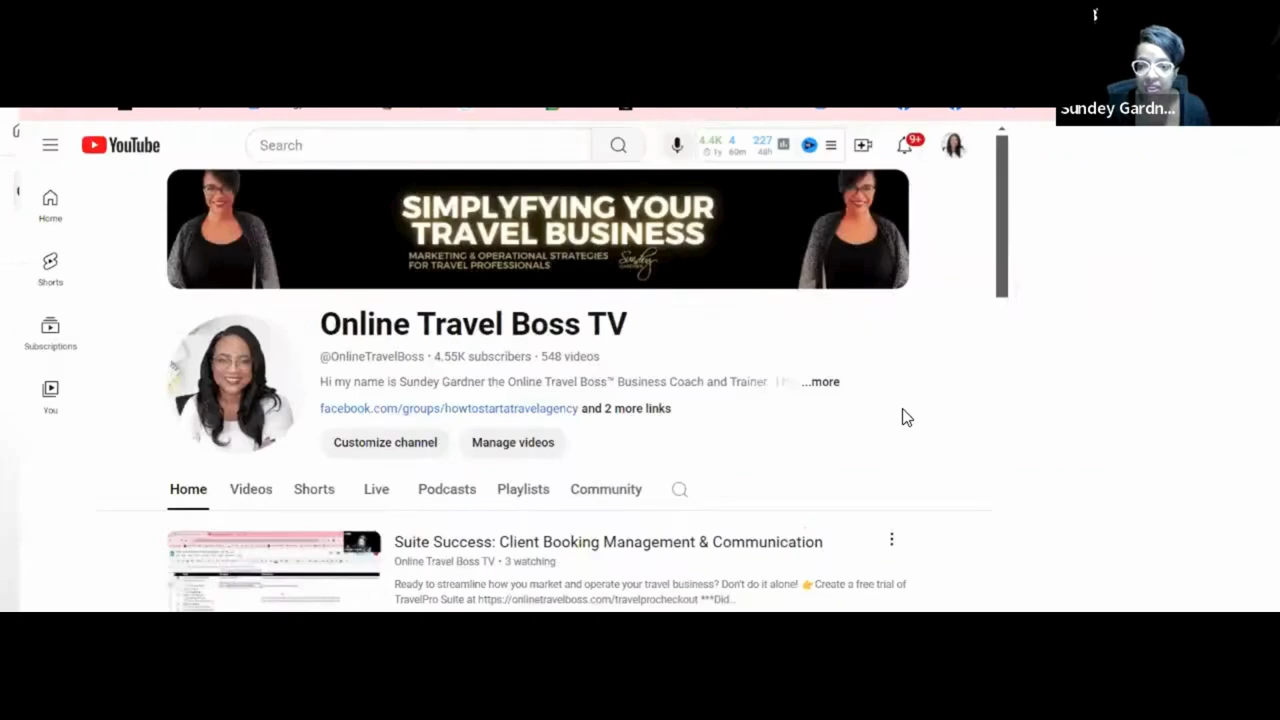 Sundey Gardn...
YouTube
Search
4.4K 4 227
1y 60m 48h
9+
Home
Shorts
Subscriptions
You
SIMPLYFYING YOUR
TRAVEL BUSINESS
MARKETING & OPERATIONAL STRATEGIES
FOR TRAVEL PROFESSIONALS
Sundey
Online Travel Boss TV
@OnlineTravelBoss • 4.55K subscribers • 548 videos
Hi my name is Sundey Gardner the Online Travel Boss™ Business Coach and Trainer. ...more
facebook.com/groups/howtostartatravelagency and 2 more links
Customize channel Manage videos
Home Videos Shorts Live Podcasts Playlists Community
Suite Success: Client Booking Management & Communication
Online Travel Boss TV • 3 watching
Ready to streamline how you market and operate your travel business? Don't do it alone! 👉Create a free trial of
TravelPro Suite at https://onlinetravelboss.com/travelprocheckout ***Did...